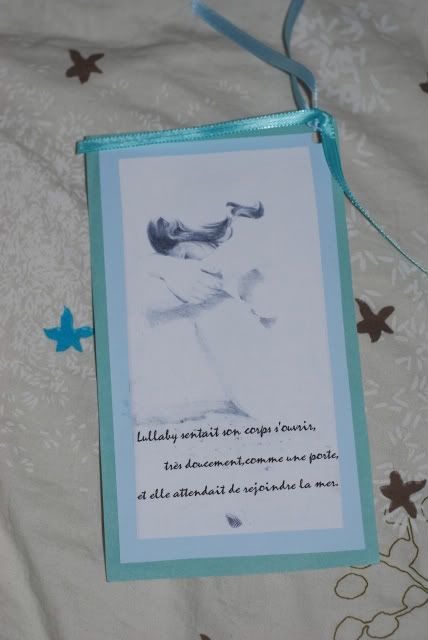 Lullaby sentait son corps s'ouvrir,
très doucement,comme une porte,
et elle attendait de rejoindre la mer.